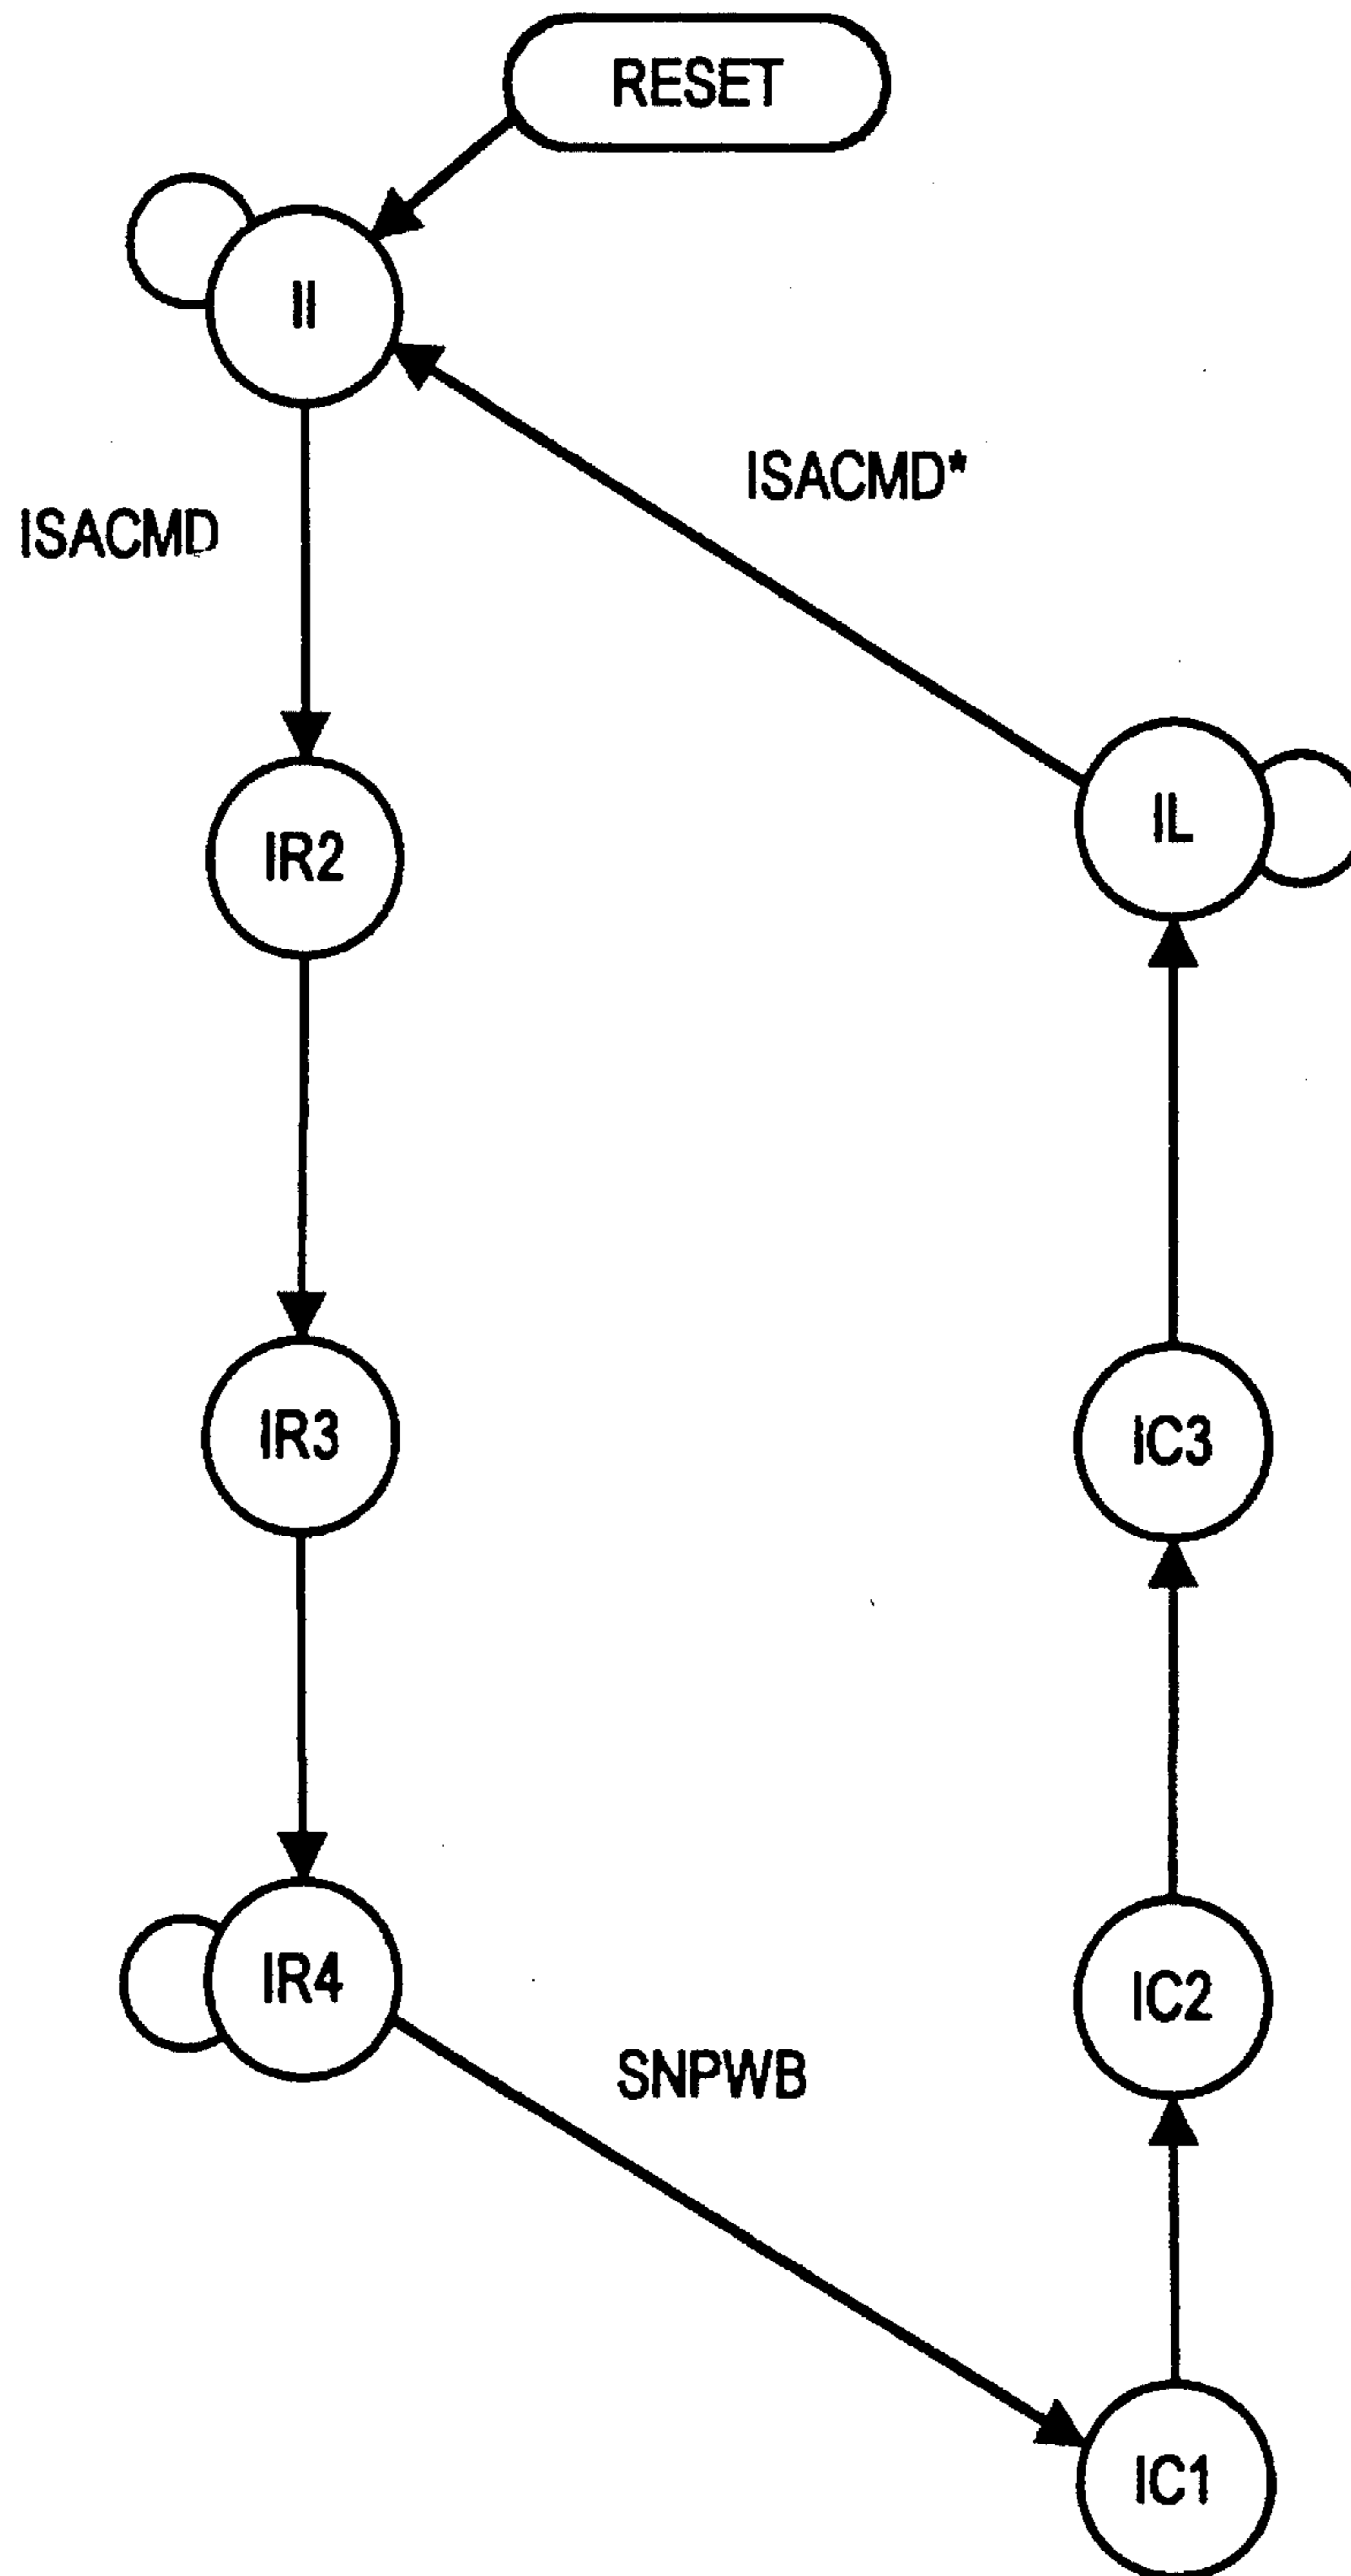 RESET
II
ISACMD*
ISACMD
IL
IR2
IR3
IC3
IR4
IC2
SNPWB
IC1